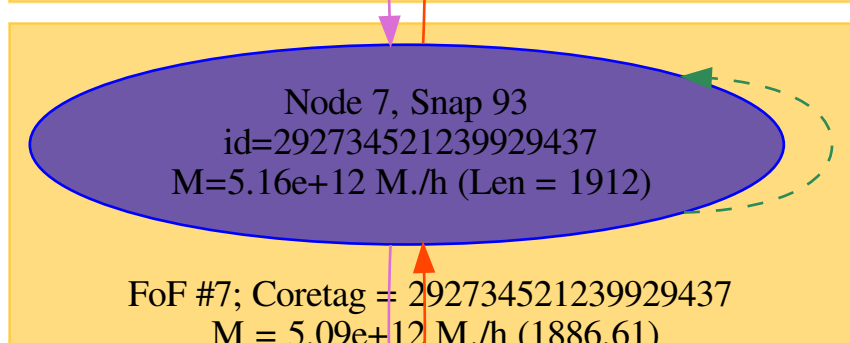 Node 7, Snap 93
id=292734521239929437
M=5.16e+12 M./h (Len = 1912)
FoF #7; Coretag = 292734521239929437
M = 5.09e+12 M./h (1886.61)